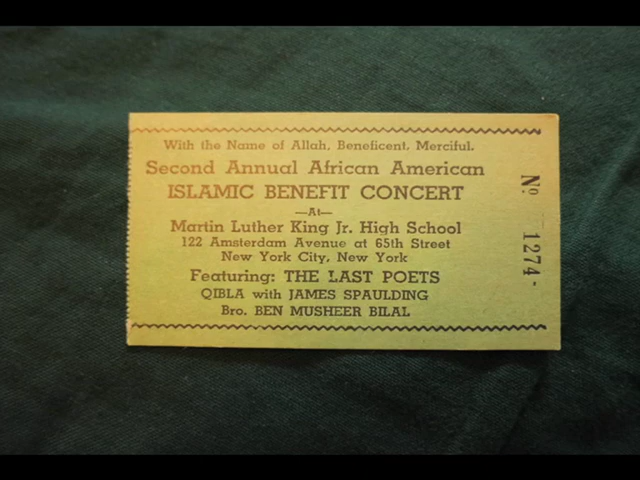 With the Name of Allah, Beneficent, Merciful.
Second Annual African American
ISLAMIC BENEFIT CONCERT
—At—
Martin Luther King Jr. High School
122 Amsterdam Avenue at 65th Street
New York City, New York
Featuring: THE LAST POETS
QIBLA with JAMES SPAULDING
Bro. BEN MUSHEER BILAL
No. 1274